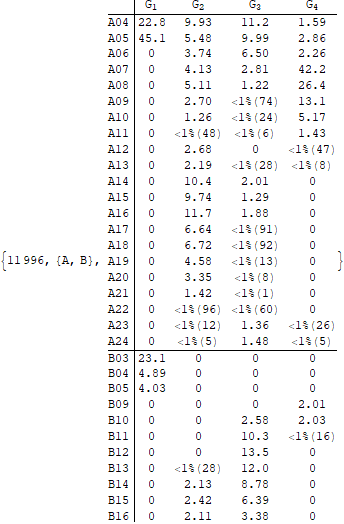 G1 G2 G3 G4
A04 22.8 9.93 11.2 1.59
A05 45.1 5.48 9.99 2.86
A06 0 3.74 6.50 2.26
A07 0 4.13 2.81 42.2
A08 0 5.11 1.22 26.4
A09 0 2.70 <1%(74) 13.1
A10 0 1.26 <1%(24) 5.17
A11 0 <1%(48) <1%(6) 1.43
A12 0 2.68 0 <1%(47)
A13 0 2.19 <1%(28) <1%(8)
A14 0 10.4 2.01 0
A15 0 9.74 1.29 0
A16 0 11.7 1.88 0
A17 0 6.64 <1%(91) 0
A18 0 6.72 <1%(92) 0
{11996, {A, B}, A19 0 4.58 <1%(13) 0 }
A20 0 3.35 <1%(8) 0
A21 0 1.42 <1%(1) 0
A22 0 <1%(96) <1%(60) 0
A23 0 <1%(12) 1.36 <1%(26)
A24 0 <1%(5) 1.48 <1%(5)
B03 23.1 0 0 0
B04 4.89 0 0 0
B05 4.03 0 0 0
B09 0 0 0 2.01
B10 0 0 2.58 2.03
B11 0 0 10.3 <1%(16)
B12 0 0 13.5 0
B13 0 <1%(28) 12.0 0
B14 0 2.13 8.78 0
B15 0 2.42 6.39 0
B16 0 2.11 3.38 0